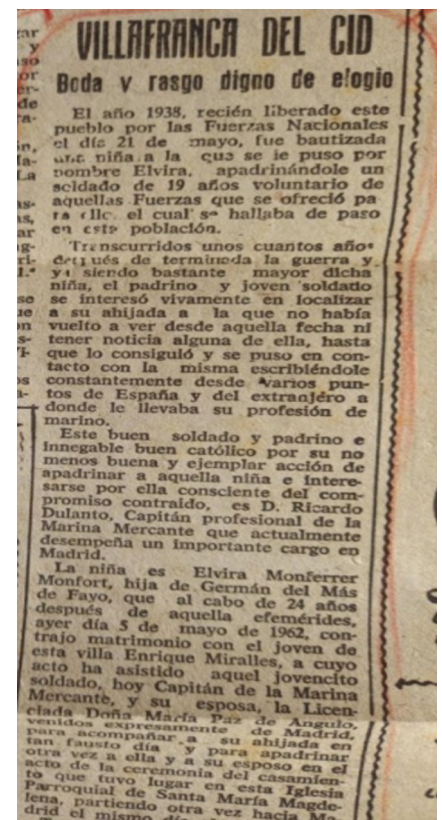 VILLAFRANCA DEL CID
Boda y rasgo digno de elogio
El año 1938, recién liberado este
pueblo por las Fuerzas Nacionales
el día 21 de mayo, fue bautizada
una niña a la que se le puso por
nombre Elvira, apadrinándole un
soldado de 19 años voluntario de
aquellas Fuerzas que se ofreció pa
ra ello, el cual se hallaba de paso
en esta población.
Transcurridos unos cuantos años
después de terminada la guerra y
ya siendo bastante mayor dicha
niña, el padrino y joven soldado
se interesó vivamente en localizar
a su ahijada a la que no había
vuelto a ver desde aquella fecha ni
tener noticia alguna de ella, hasta
que lo consiguió y se puso en con-
tacto con la misma escribiéndole
constantemente desde varios pun-
tos de España y del extranjero a
donde le llevaba su profesión de
marino.
Este buen soldado y padrino e
innegable buen católico por su no
menos buena y ejemplar acción de
apadrinar a aquella niña e intere-
sarse por ella consciente del com-
promiso contraido, es D. Ricardo
Dulanto, Capitán profesional de la
Marina Mercante que actualmente
desempeña un importante cargo en
Madrid.
La niña es Elvira Monferrer
Monfort, hija de Germán del Más
de Fayo, que al cabo de 24 años
después de aquella efemérides,
ayer día 5 de mayo de 1962, con-
trajo matrimonio con el joven de
esta villa Enrique Miralles, a cuyo
acto ha asistido aquel jovencito
soldado, hoy Capitán de la Marina
Mercante, y su esposa, la Licen-
ciada Doña María Paz de Angulo,
venidos expresamente de Madrid,
para acompañar a su ahijada en
tan fausto día y para apadrinar
otra vez a ella y a su esposo en el
acto de la ceremonia del casamien-
to que tuvo lugar en esta Iglesia
Parroquial de Santa María Magda-
lena, partiendo otra vez hacia Ma-
drid el mismo